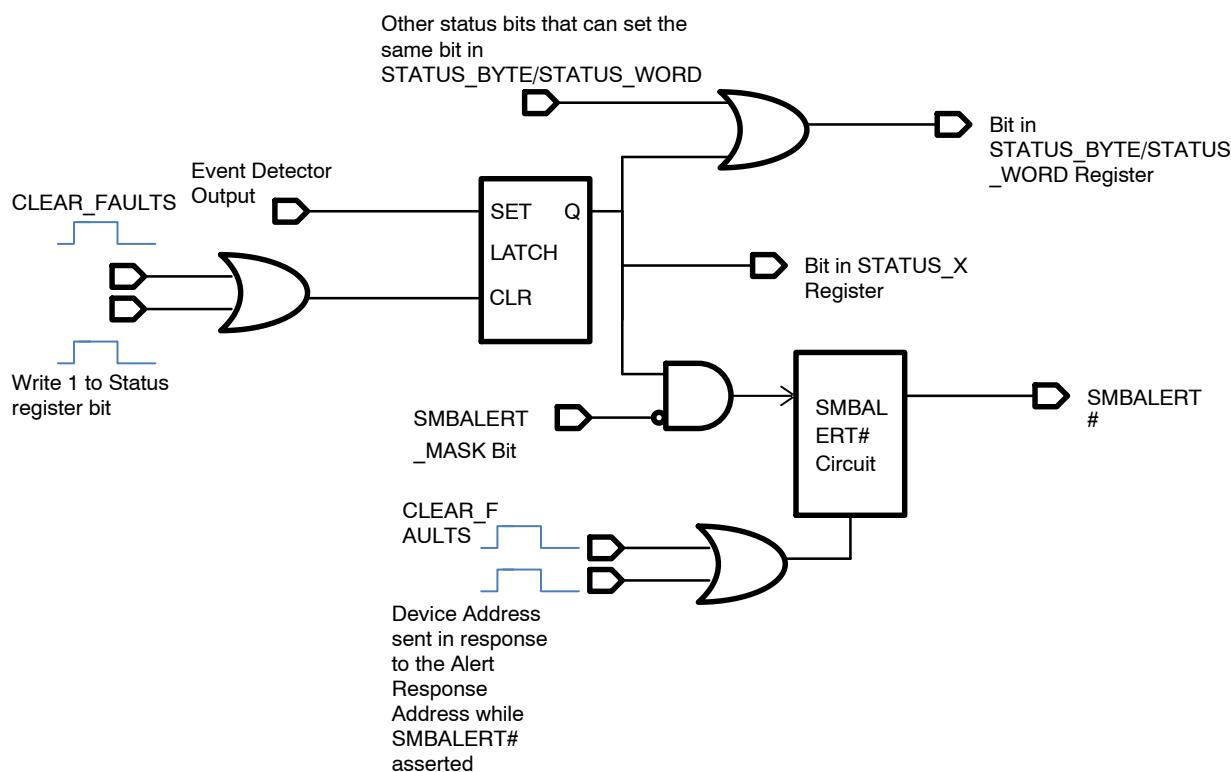 Other status bits that can set the
same bit in
STATUS_BYTE/STATUS_WORD
Bit in
STATUS_BYTE/STATUS
_WORD Register
Event Detector
Output
CLEAR_FAULTS
SET Q
LATCH
CLR
Bit in STATUS_X
Register
Write 1 to Status
register bit
SMBALERT
_MASK Bit
SMBAL
ERT#
Circuit
SMBALERT
#
CLEAR_F
AULTS
Device Address
sent in response
to the Alert
Response
Address while
SMBALERT#
asserted